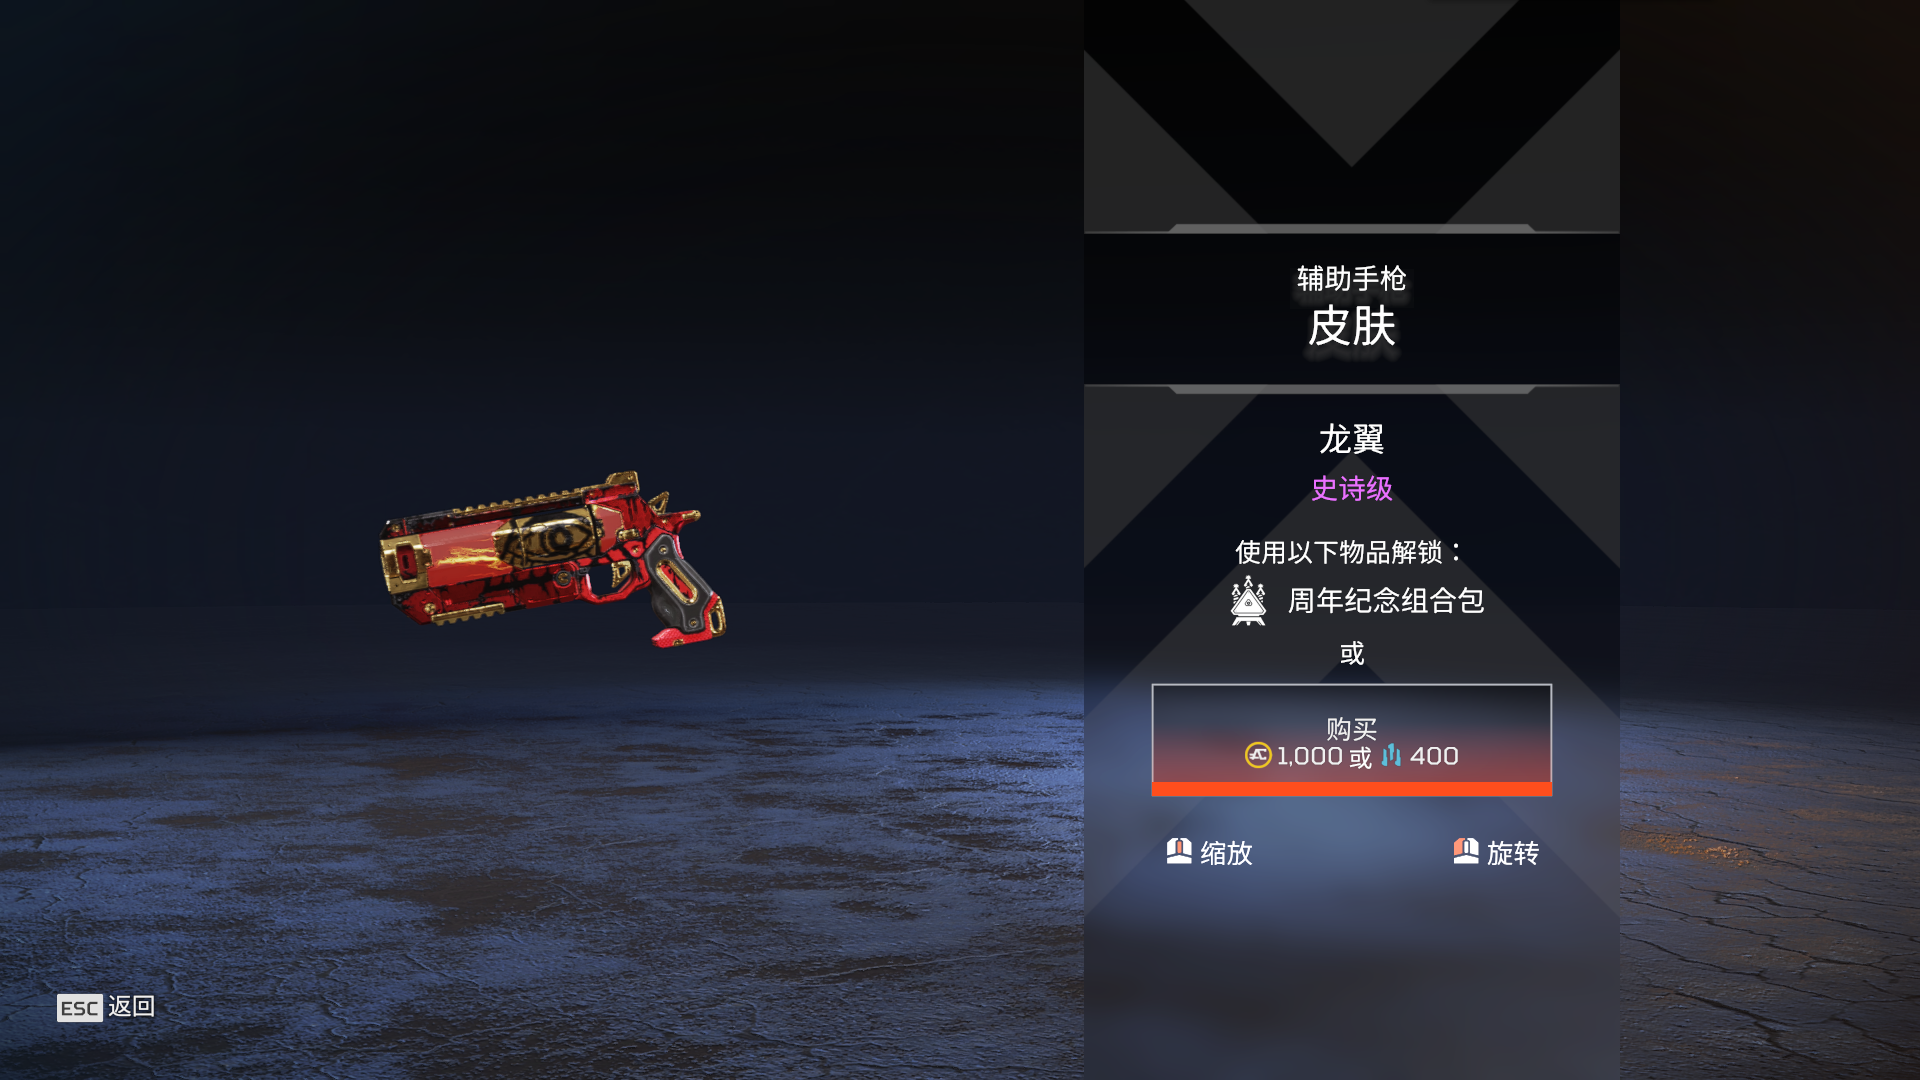 辅助手枪
皮肤
龙翼
史诗级
使用以下物品解锁：
周年纪念组合包
或
购买
1,000 或 400
缩放
旋转
ESC 返回